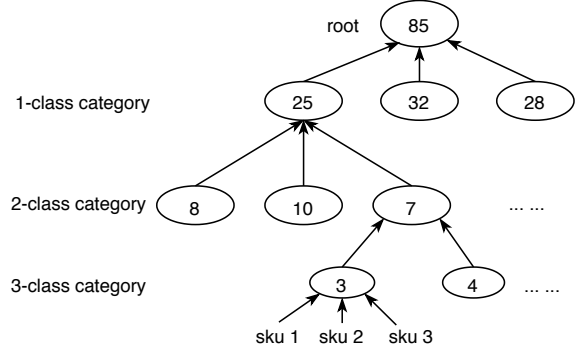 root 85
1-class category 25 32 28
2-class category 8 10 7 ... ...
3-class category 3 4 ... ...
sku 1 sku 2 sku 3